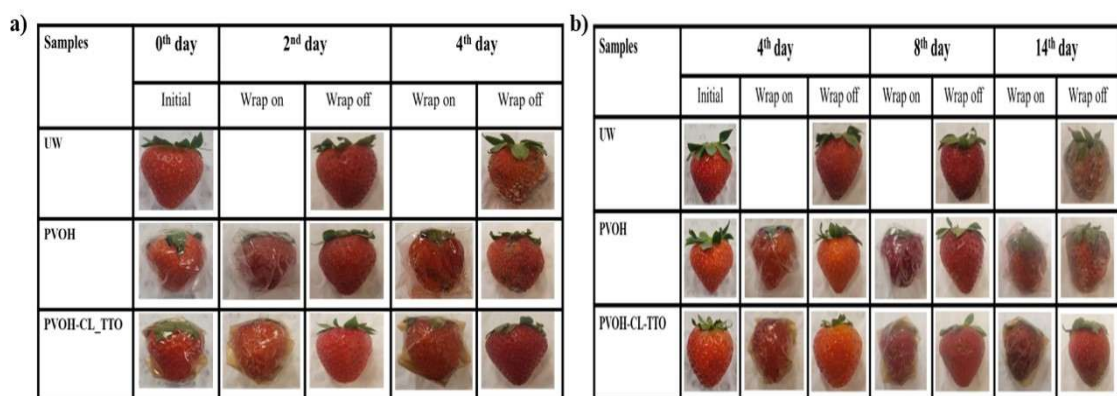 a)
Samples 0th day 2nd day 4th day
Initial Wrap on Wrap off Wrap on Wrap off
UW
PVOH
PVOH-CL_TTO
b)
Samples 4th day 8th day 14th day
Initial Wrap on Wrap off Wrap on Wrap off Wrap on Wrap off
UW
PVOH
PVOH-CL-TTO